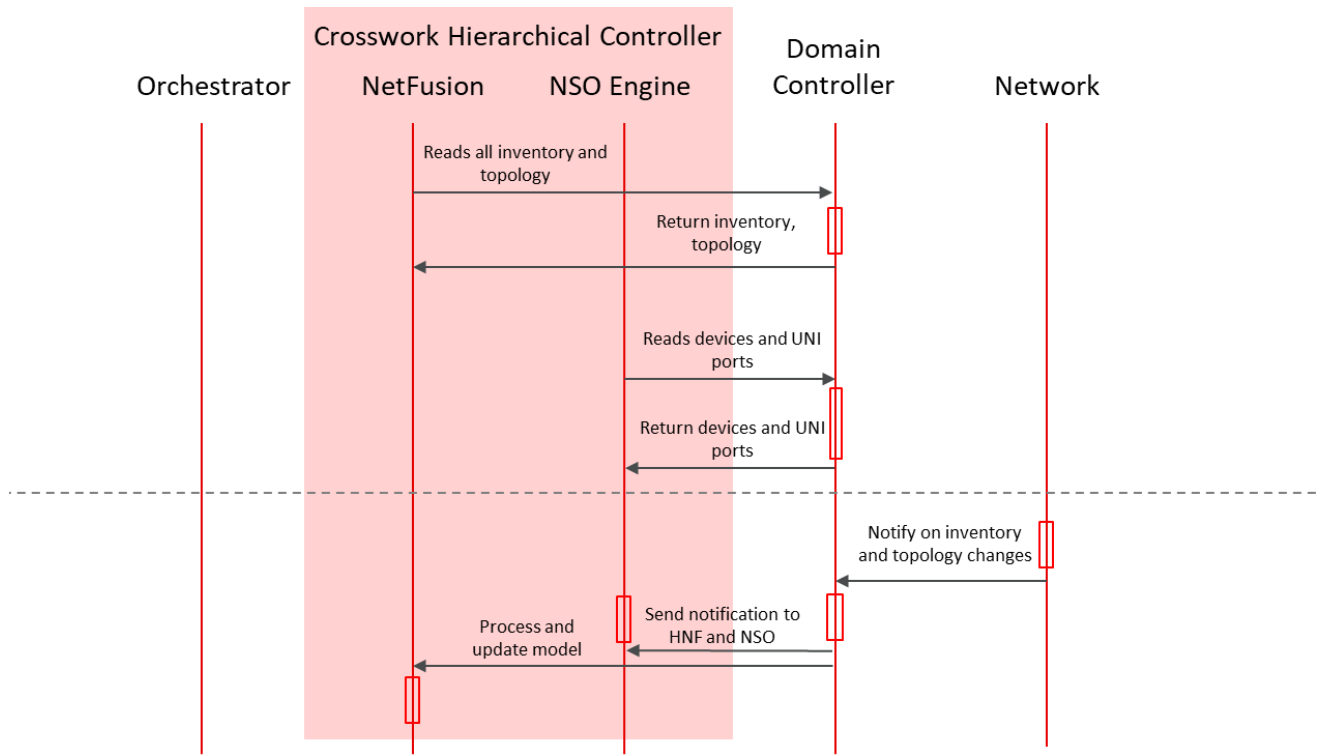 Crosswork Hierarchical Controller
Domain
Controller
Orchestrator
NetFusion
NSO Engine
Network
Reads all inventory and
topology
Return inventory,
topology
Reads devices and UNI
ports
Return devices and UNI
ports
Notify on inventory
and topology changes
Send notification to
HNF and NSO
Process and
update model